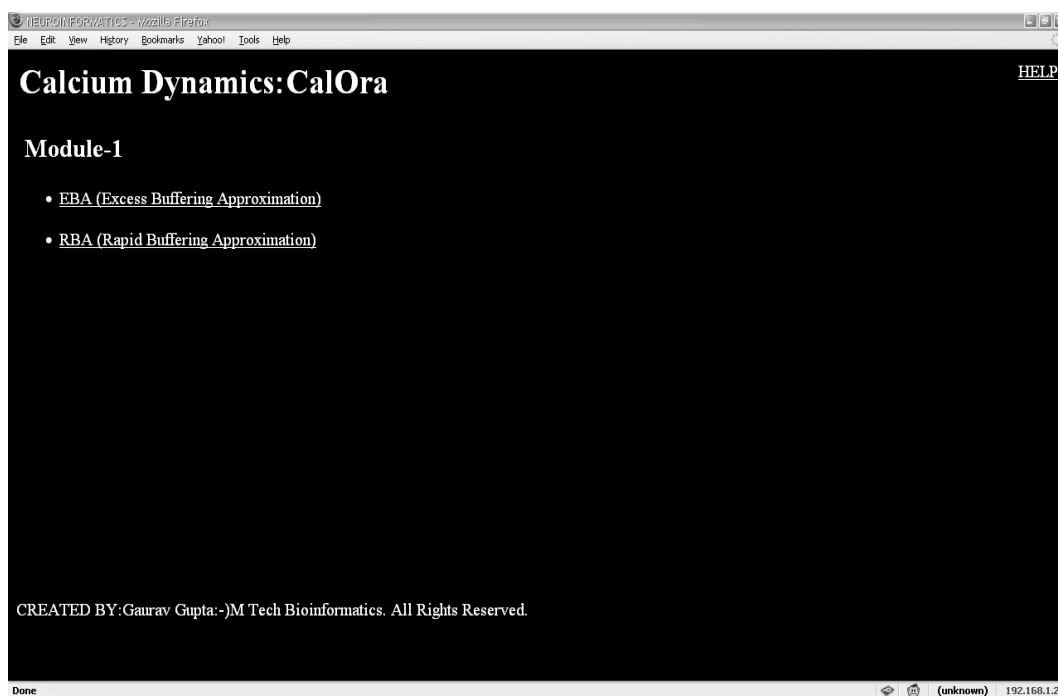 NEUROINFORMATICS - Mozilla Firefox
File Edit View History Bookmarks Yahoo! Tools Help
Calcium Dynamics:CalOra
HELP
Module-1
• EBA (Excess Buffering Approximation)
• RBA (Rapid Buffering Approximation)
CREATED BY:Gaurav Gupta:-)M Tech Bioinformatics. All Rights Reserved.
Done (unknown) 192.168.1.2